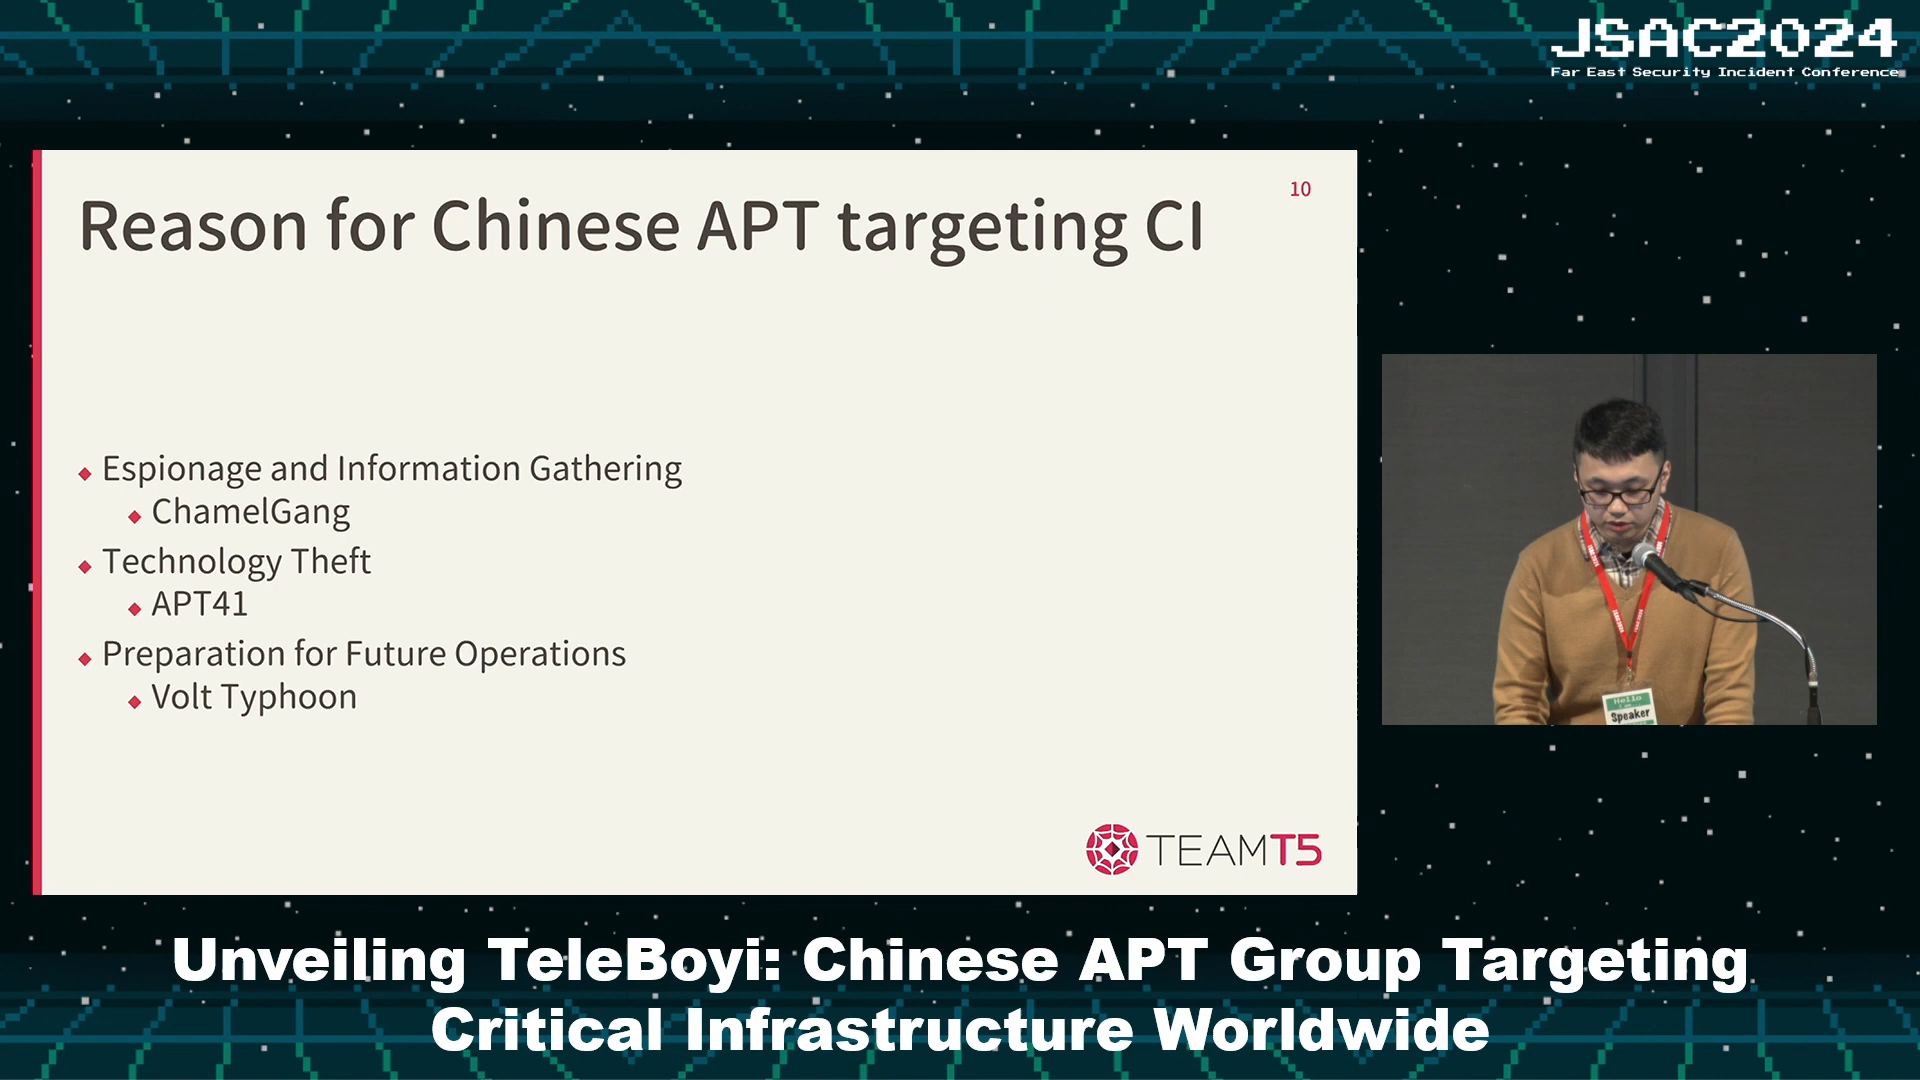 JSAC2024
Far East Security Incident Conference
10
Reason for Chinese APT targeting CI
Espionage and Information Gathering
ChamelGang
Technology Theft
APT41
Preparation for Future Operations
Volt Typhoon
TEAMT5
Hello
Speaker
Unveiling TeleBoyi: Chinese APT Group Targeting
Critical Infrastructure Worldwide